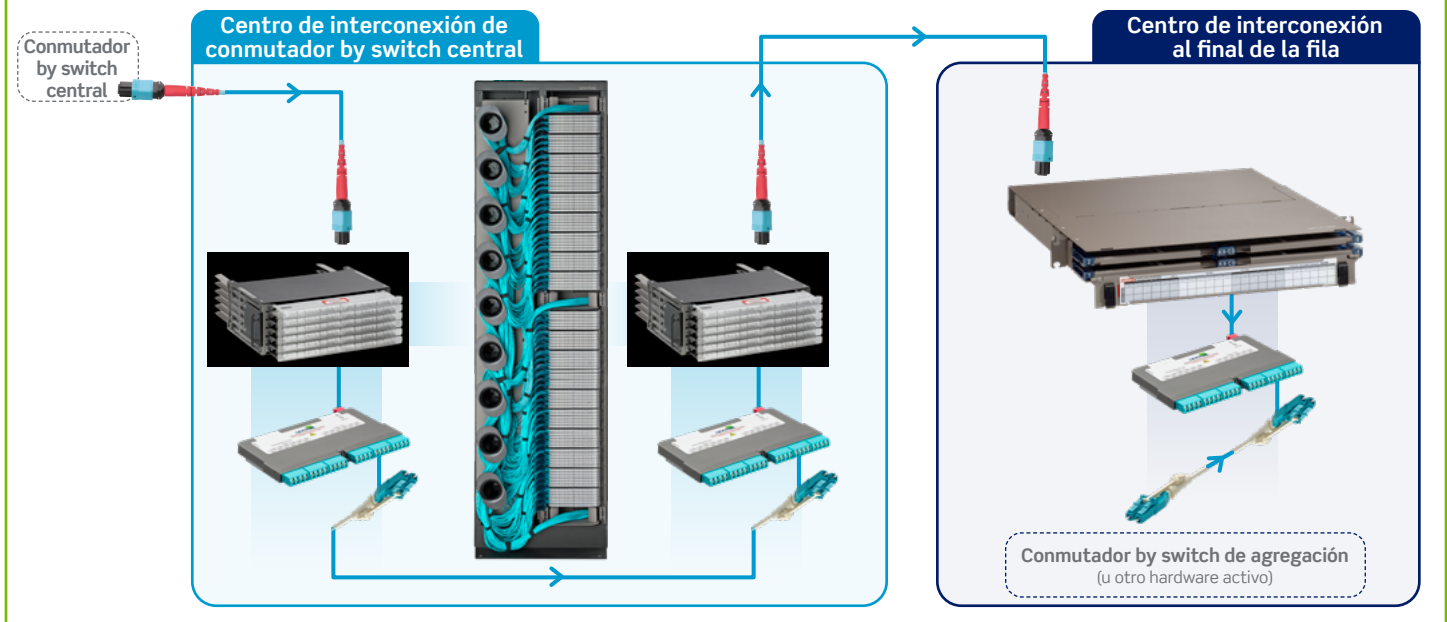 Conmutador
by switch
central
Centro de interconexión de
conmutador by switch central
Centro de interconexión
al final de la fila
Conmutador by switch de agregación
(u otro hardware activo)